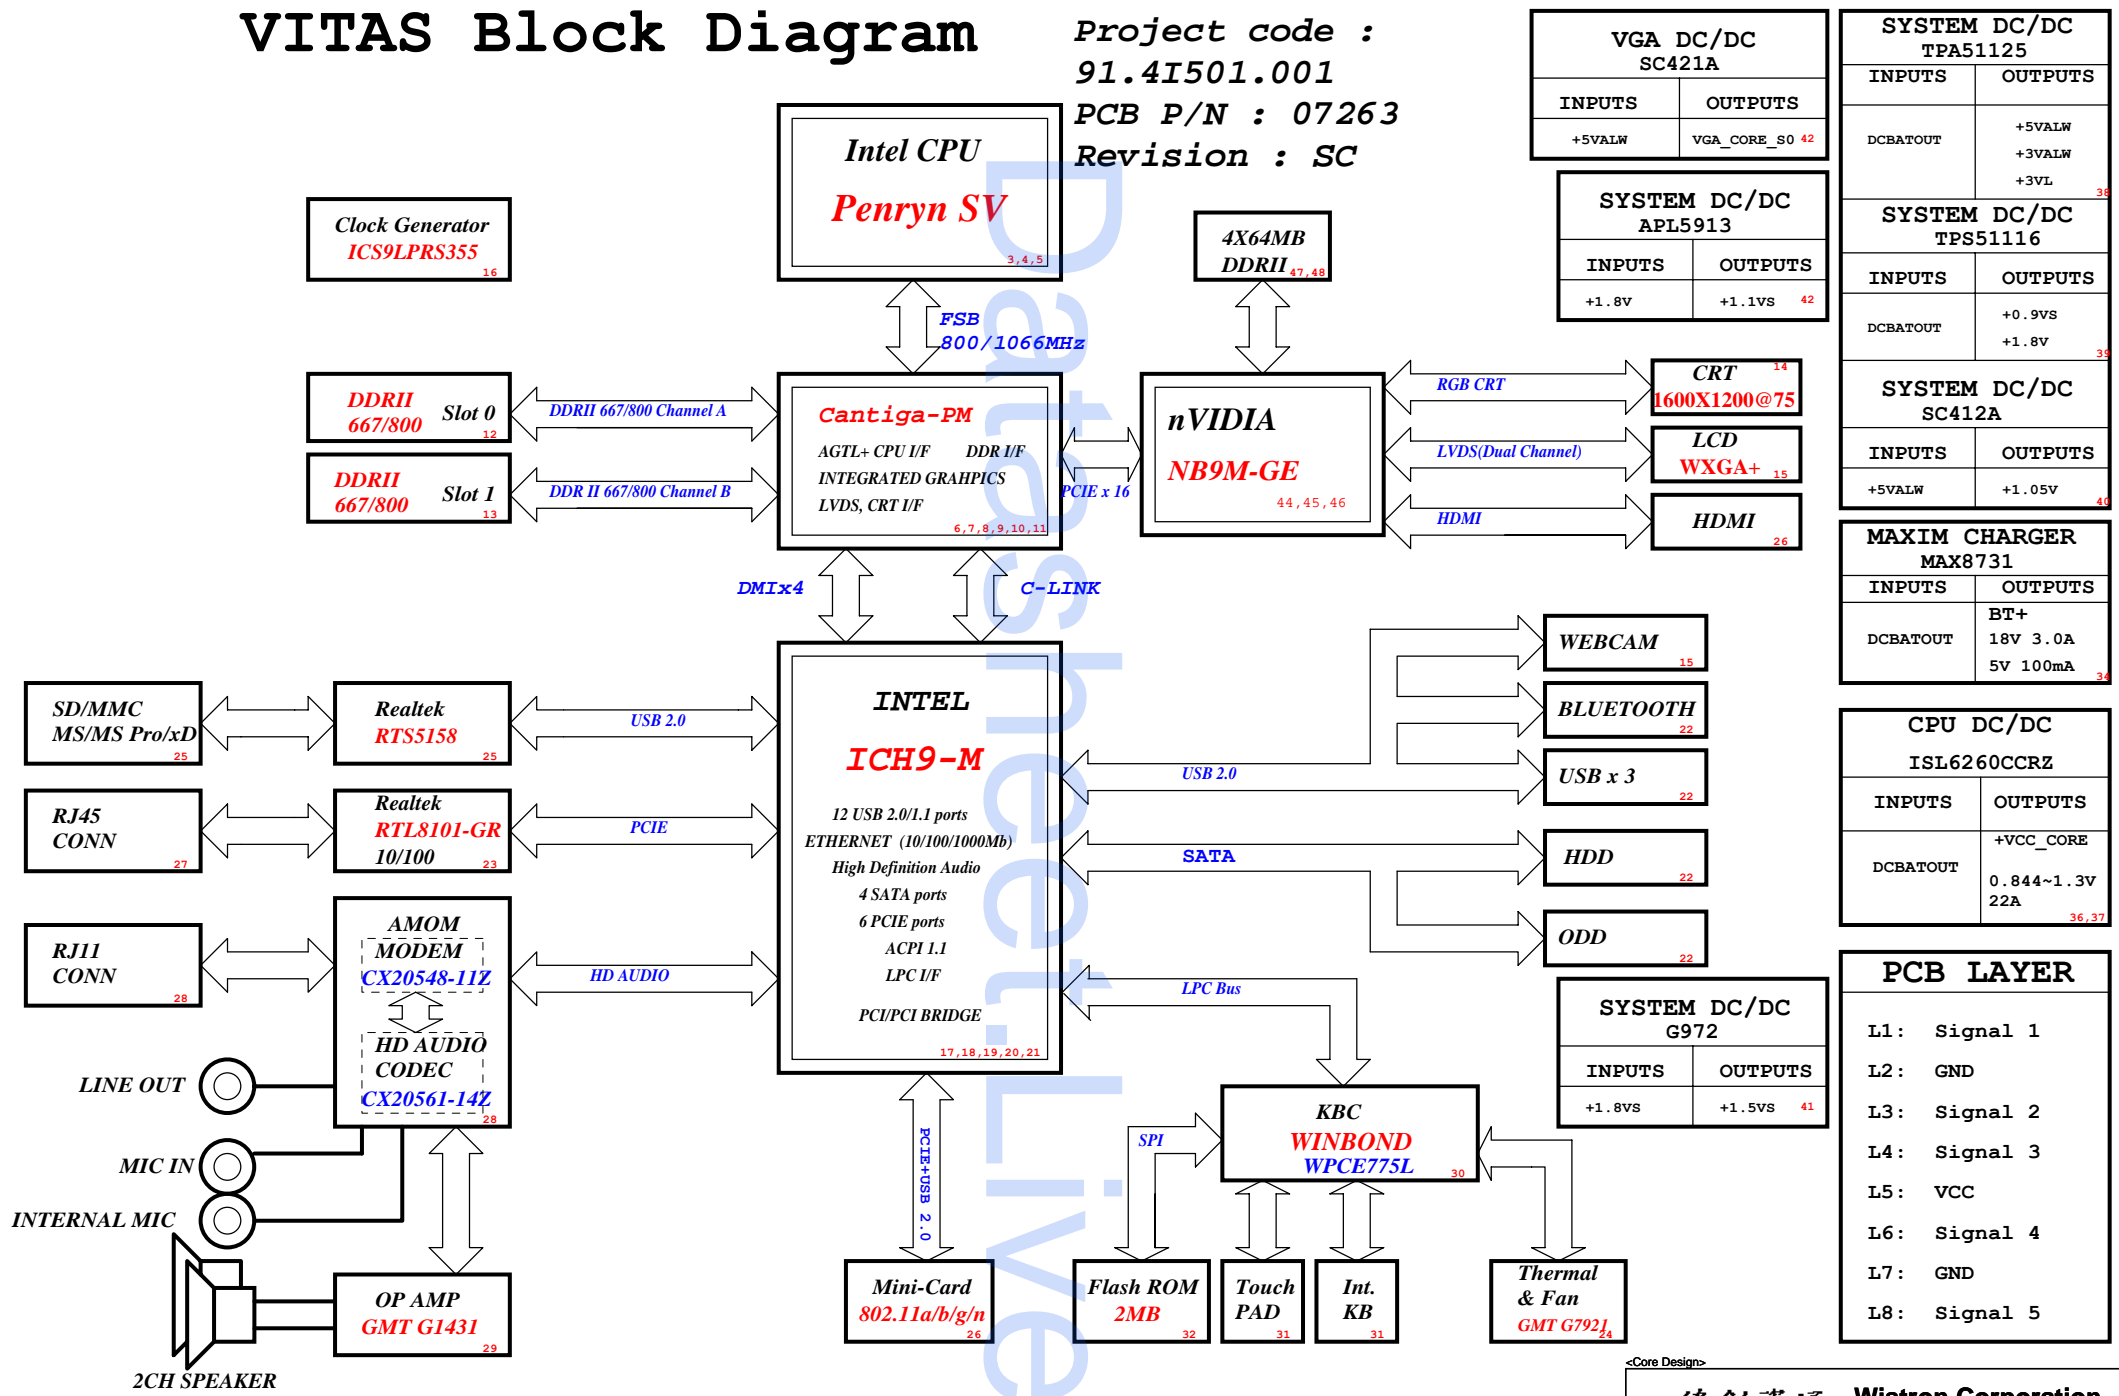 VITAS Block Diagram
Project code :
91.4I501.001
PCB P/N : 07263
Revision : SC
Intel CPU
Penryn SV
3,4,5
Clock Generator
ICS9LPRS355
16
4X64MB
DDRII
47,48
FSB
800/1066MHz
DDRII
667/800
Slot 0
12
DDRII 667/800 Channel A
DDRII
667/800
Slot 1
13
DDR II 667/800 Channel B
Cantiga-PM
AGTL+ CPU I/F DDR I/F
INTEGRATED GRAHPICS
LVDS, CRT I/F
6,7,8,9,10,11
PCIE x 16
nVIDIA
NB9M-GE
44,45,46
RGB CRT
CRT
14
1600X1200@75
LVDS(Dual Channel)
LCD
WXGA+
15
HDMI
HDMI
26
DMIx4
C-LINK
INTEL
ICH9-M
12 USB 2.0/1.1 ports
ETHERNET (10/100/1000Mb)
High Definition Audio
4 SATA ports
6 PCIE ports
ACPI 1.1
LPC I/F
PCI/PCI BRIDGE
17,18,19,20,21
SD/MMC
MS/MS Pro/xD
25
Realtek
RTS5158
25
USB 2.0
RJ45
CONN
27
Realtek
RTL8101-GR
10/100
23
PCIE
RJ11
CONN
28
AMOM
MODEM
CX20548-11Z
HD AUDIO
CODEC
CX20561-14Z
28
HD AUDIO
LINE OUT
MIC IN
INTERNAL MIC
2CH SPEAKER
OP AMP
GMT G1431
29
USB 2.0
WEBCAM
15
BLUETOOTH
22
USB x 3
22
SATA
HDD
22
ODD
22
LPC Bus
KBC
WINBOND
WPCE775L
30
SPI
PCIE+USB 2.0
Mini-Card
802.11a/b/g/n
26
Flash ROM
2MB
32
Touch
PAD
31
Int.
KB
31
Thermal
& Fan
GMT G7921
24
VGA DC/DC
SC421A
INPUTS OUTPUTS
+5VALW VGA_CORE_S0 42
SYSTEM DC/DC
APL5913
INPUTS OUTPUTS
+1.8V +1.1VS 42
SYSTEM DC/DC
G972
INPUTS OUTPUTS
+1.8VS +1.5VS 41
SYSTEM DC/DC
TPA51125
INPUTS OUTPUTS
DCBATOUT
+5VALW
+3VALW
+3VL
38
SYSTEM DC/DC
TPS51116
INPUTS OUTPUTS
DCBATOUT
+0.9VS
+1.8V
39
SYSTEM DC/DC
SC412A
INPUTS OUTPUTS
+5VALW +1.05V
40
MAXIM CHARGER
MAX8731
INPUTS OUTPUTS
DCBATOUT
BT+
18V 3.0A
5V 100mA
34
CPU DC/DC
ISL6260CCRZ
INPUTS OUTPUTS
DCBATOUT
+VCC_CORE
0.844~1.3V
22A
36,37
PCB LAYER
L1: Signal 1
L2: GND
L3: Signal 2
L4: Signal 3
L5: VCC
L6: Signal 4
L7: GND
L8: Signal 5
<Core Design>
Wistron Corporation
Datasheet.Live